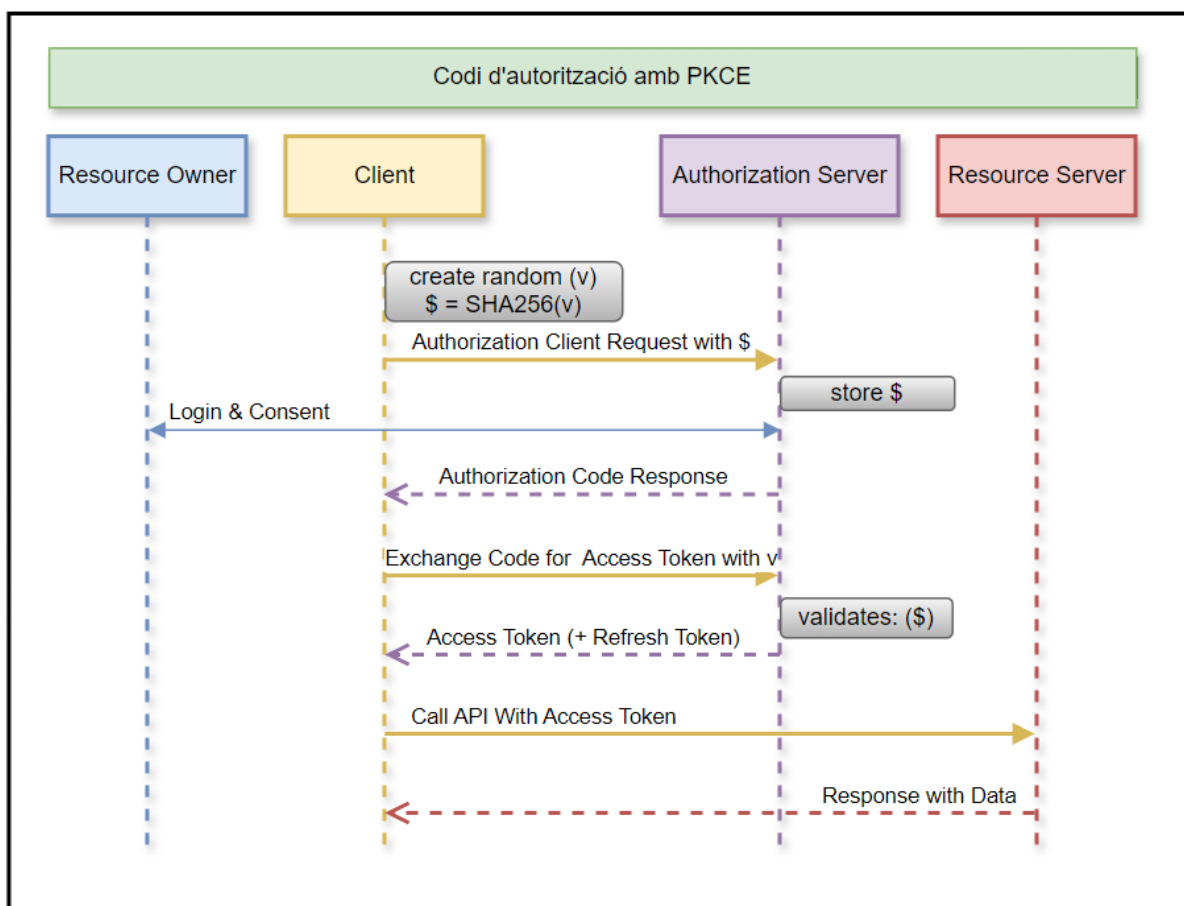 Codi d'autorització amb PKCE
Resource Owner
Client
Authorization Server
Resource Server
create random (v)
$ = SHA256(v)
Authorization Client Request with $
store $
Login & Consent
Authorization Code Response
Exchange Code for  Access Token with v
validates: ($)
Access Token (+ Refresh Token)
Call API With Access Token
Response with Data